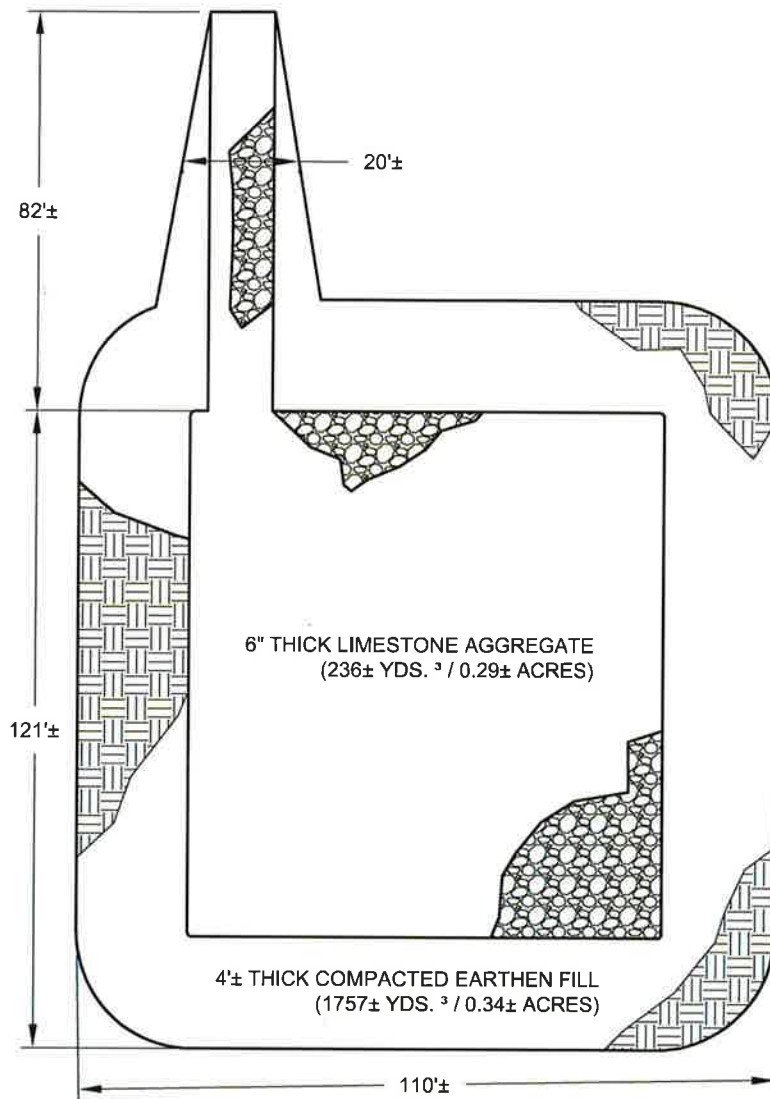 20'±
82'±
6" THICK LIMESTONE AGGREGATE
(236± YDS. ³ / 0.29± ACRES)
121'±
4'± THICK COMPACTED EARTHEN FILL
(1757± YDS. ³ / 0.34± ACRES)
110'±